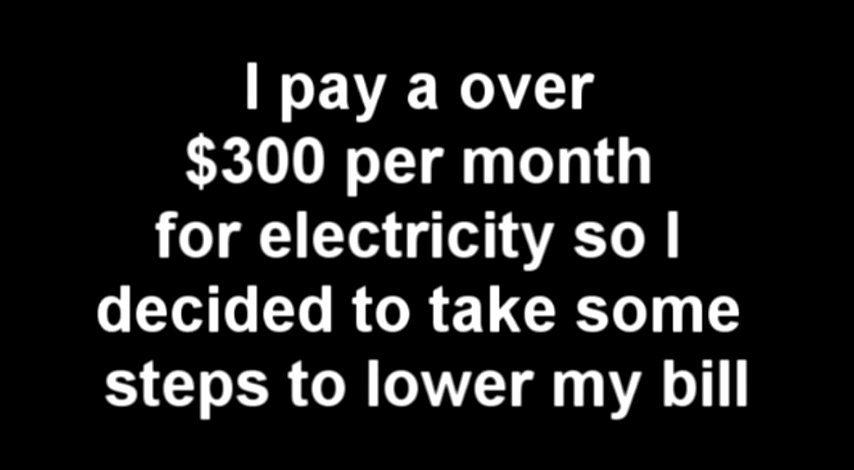 I pay a over
$300 per month
for electricity so I
decided to take some
steps to lower my bill